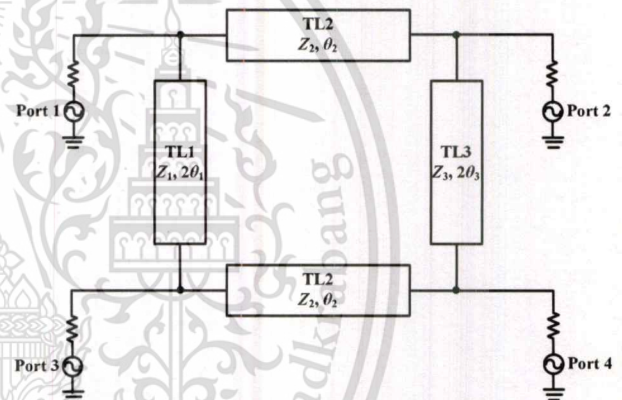 TL2
Z₂, θ₂
Port 1
Port 2
TL1
Z₁, 2θ₁
TL3
Z₃, 2θ₃
TL2
Z₂, θ₂
Port 3
Port 4